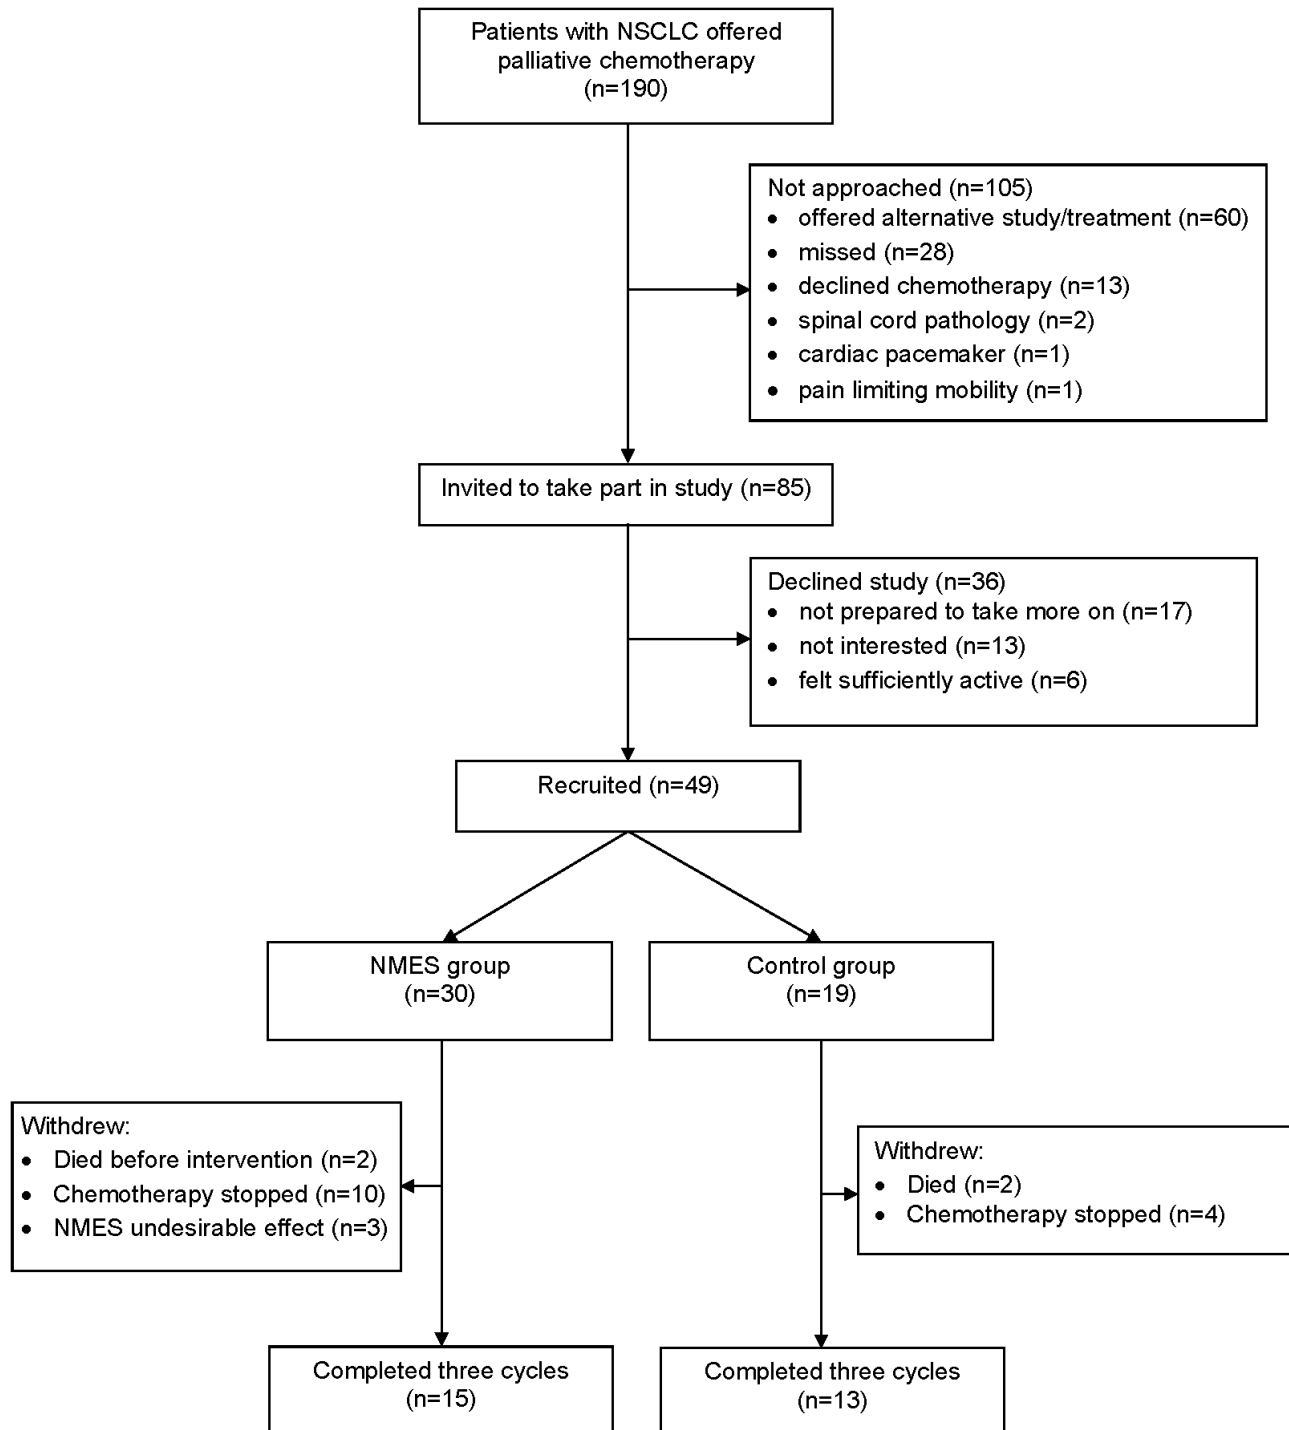 Patients with NSCLC offered
palliative chemotherapy
(n=190)
Not approached (n=105)
• offered alternative study/treatment (n=60)
• missed (n=28)
• declined chemotherapy (n=13)
• spinal cord pathology (n=2)
• cardiac pacemaker (n=1)
• pain limiting mobility (n=1)
Invited to take part in study (n=85)
Declined study (n=36)
• not prepared to take more on (n=17)
• not interested (n=13)
• felt sufficiently active (n=6)
Recruited (n=49)
NMES group
(n=30)
Control group
(n=19)
Withdrew:
• Died before intervention (n=2)
• Chemotherapy stopped (n=10)
• NMES undesirable effect (n=3)
Withdrew:
• Died (n=2)
• Chemotherapy stopped (n=4)
Completed three cycles
(n=15)
Completed three cycles
(n=13)